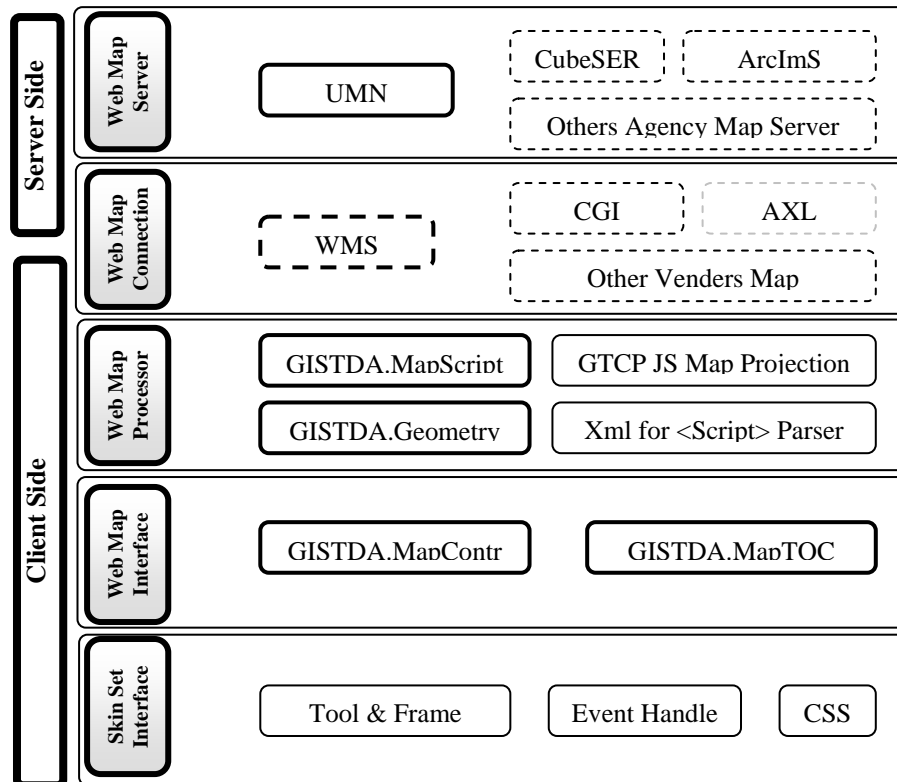 Server Side
Web Map
Server
UMN
CubeSER
ArcImS
Others Agency Map Server
Web Map
Connection
WMS
CGI
AXL
Other Venders Map
Client Side
Web Map
Processor
GISTDA.MapScript
GTCP JS Map Projection
GISTDA.Geometry
Xml for <Script> Parser
Web Map
Interface
GISTDA.MapContr
GISTDA.MapTOC
Skin Set
Interface
Tool & Frame
Event Handle
CSS